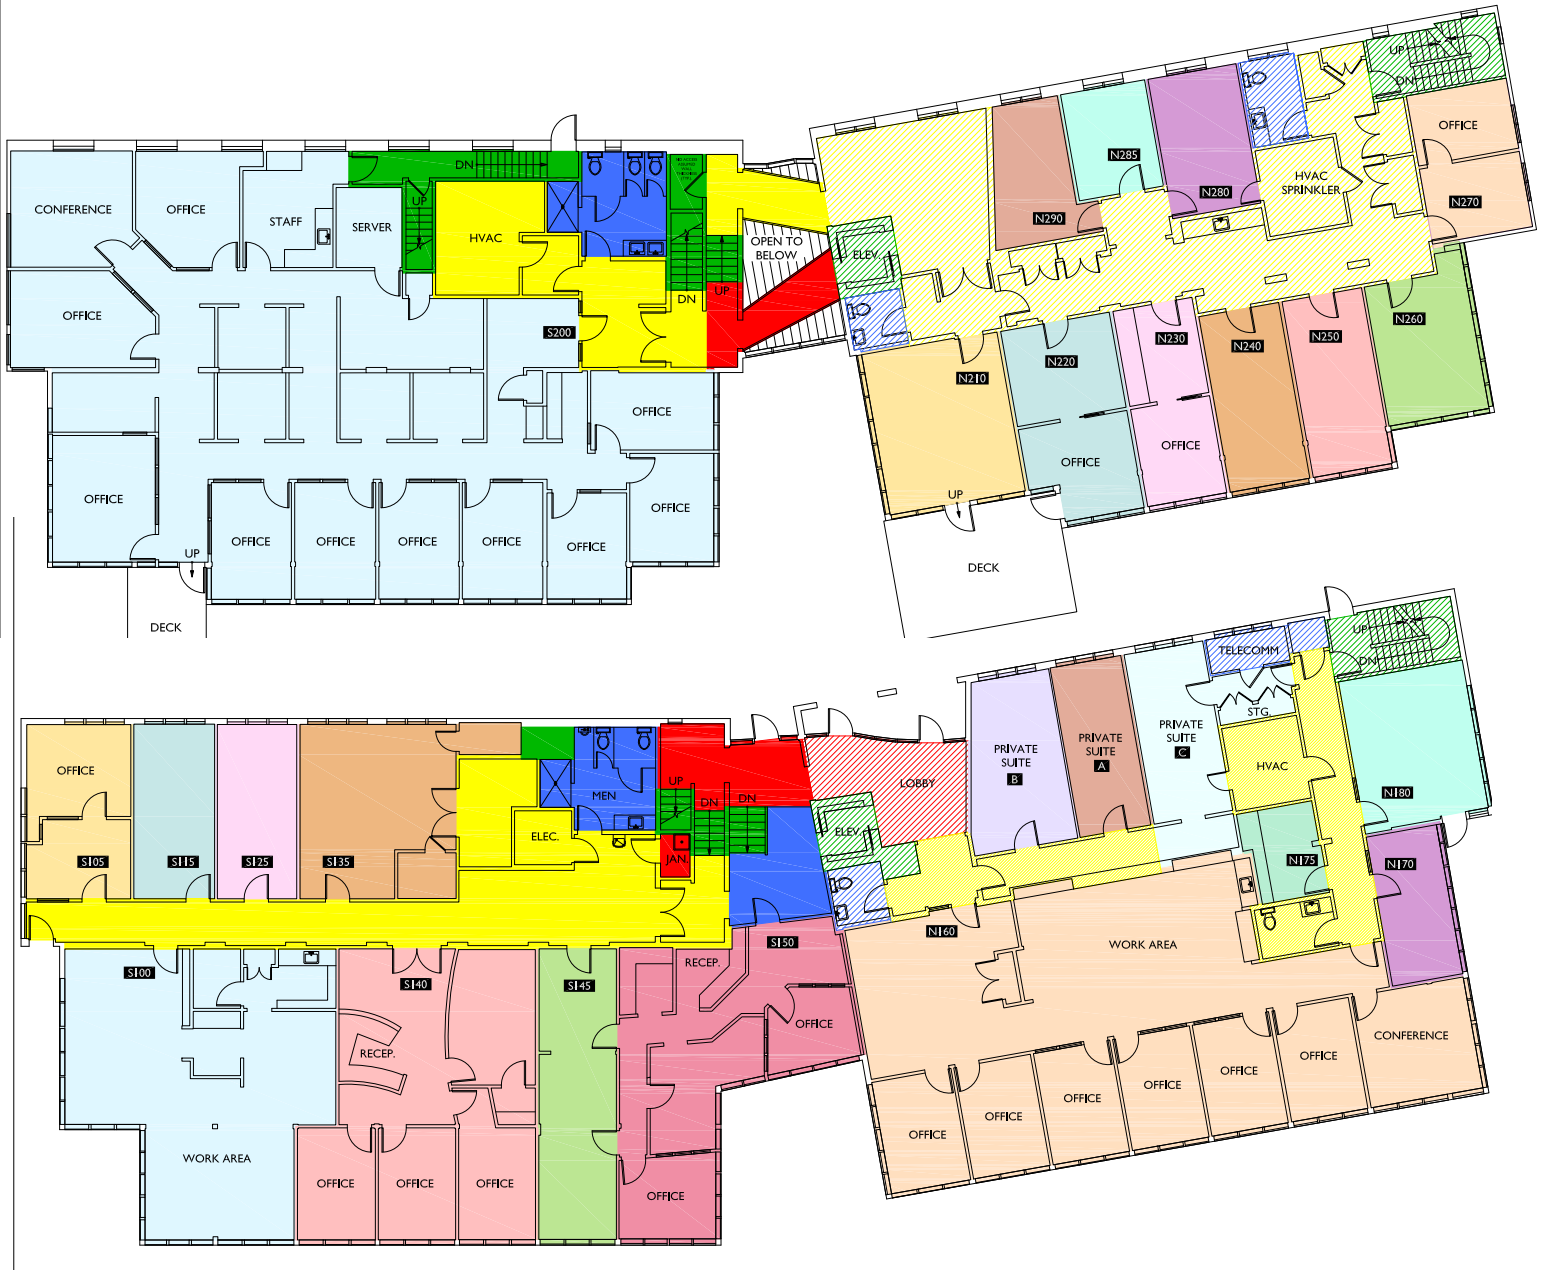 UP
DN
OFFICE
N285
HVAC
SPRINKLER
N280
N270
N290
DN
CONFERENCE
OFFICE
STAFF
SERVER
UP
HVAC
OPEN TO
BELOW
ELEV.
OFFICE
DN
UP
S200
N260
N250
N240
N230
N220
N210
OFFICE
OFFICE
OFFICE
OFFICE
OFFICE
UP
UP
OFFICE
OFFICE
OFFICE
OFFICE
OFFICE
DECK
DECK
UP
DN
TELECOMM
STG.
PRIVATE
SUITE
C
PRIVATE
SUITE
A
PRIVATE
SUITE
B
HVAC
OFFICE
UP
LOBBY
MEN
DN
DN
N180
ELEC.
ELEV.
S105
S115
S125
S135
JAN.
N175
N170
N160
WORK AREA
S150
S100
S140
S145
RECEP.
OFFICE
RECEP.
CONFERENCE
OFFICE
OFFICE
OFFICE
OFFICE
OFFICE
OFFICE
WORK AREA
OFFICE
OFFICE
OFFICE
OFFICE